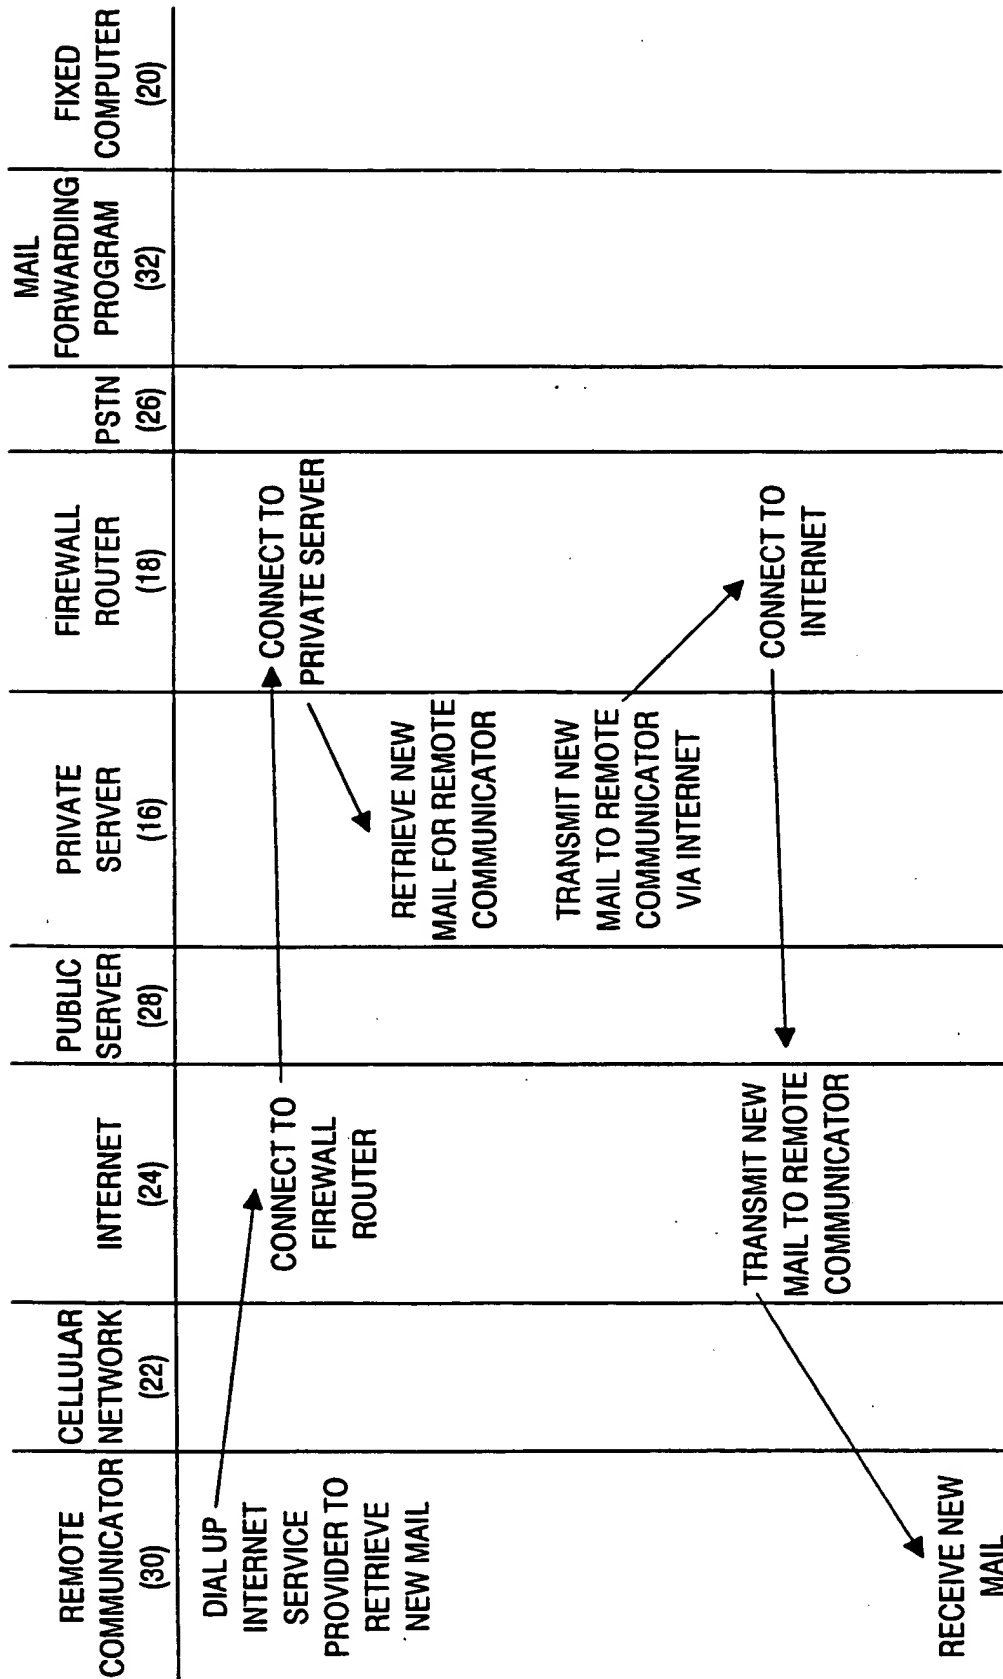 REMOTE
COMMUNICATOR
(30)
CELLULAR
NETWORK
(22)
INTERNET
(24)
PUBLIC
SERVER
(28)
PRIVATE
SERVER
(16)
FIREWALL
ROUTER
(18)
PSTN
(26)
MAIL
FORWARDING
PROGRAM
(32)
FIXED
COMPUTER
(20)
DIAL UP
INTERNET
SERVICE
PROVIDER TO
RETRIEVE
NEW MAIL
CONNECT TO
FIREWALL
ROUTER
CONNECT TO
PRIVATE SERVER
RETRIEVE NEW
MAIL FOR REMOTE
COMMUNICATOR
TRANSMIT NEW
MAIL TO REMOTE
COMMUNICATOR
VIA INTERNET
CONNECT TO
INTERNET
TRANSMIT NEW
MAIL TO REMOTE
COMMUNICATOR
RECEIVE NEW
MAIL